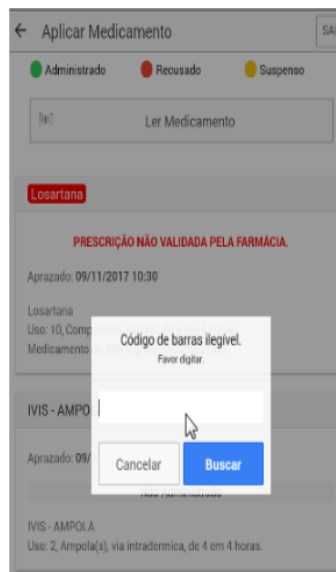 Aplicar Medicamento
Administrado Recusado Suspenso
Ler Medicamento
Losartana
PRESCRIÇÃO NÃO VALIDADA PELA FARMÁCIA.
Aprazado: 09/11/2017 10:30
Losartana
Uso: 10, Comp
Medicamento
Código de barras ilegível.
Favor digitar.
Cancelar Buscar
IVIS - AMPO
Aprazado: 09/
IVIS - AMPOLA
Uso: 2, Ampola(s), via intradermica, de 4 em 4 horas.